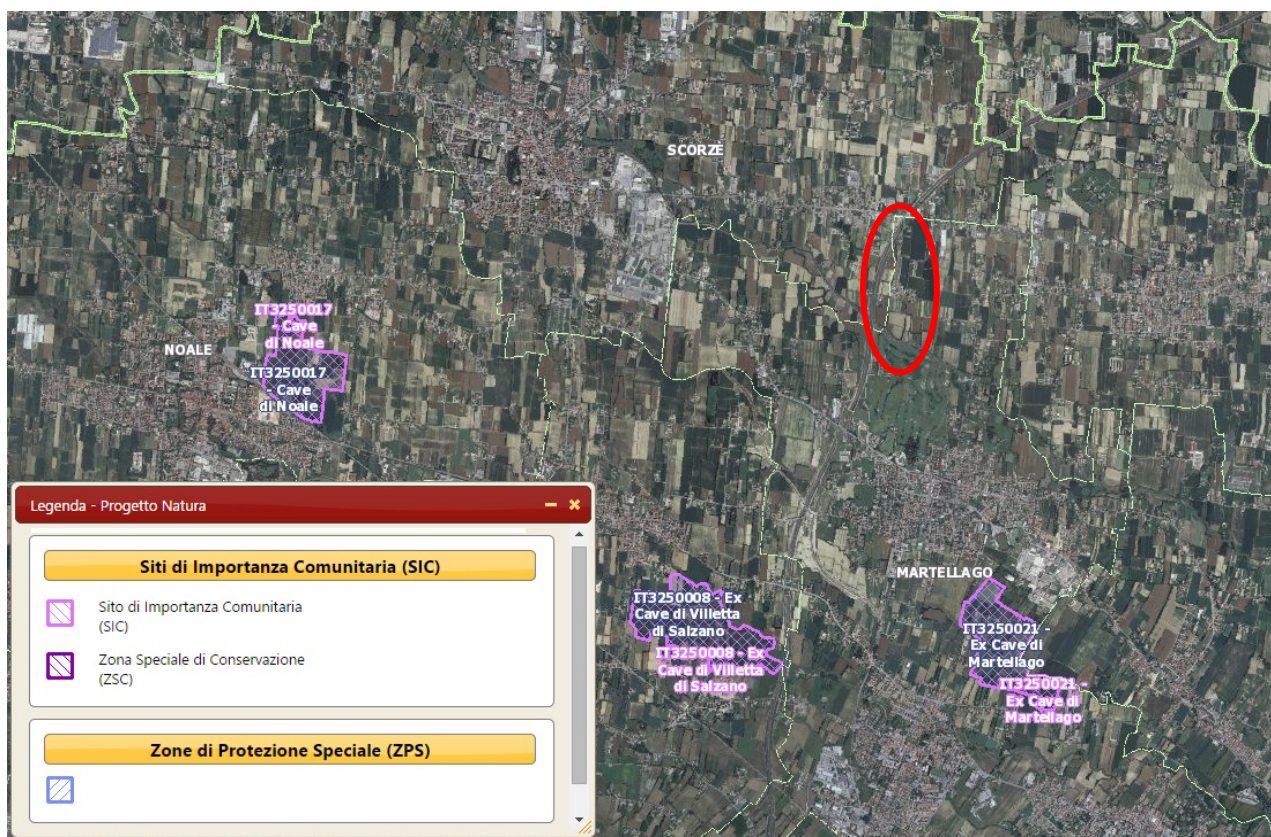 SCORZÈ
IT3250017
- Cave
di Noale
NOALE
IT3250017
- Cave
di Noale
Legenda - Progetto Natura
Siti di Importanza Comunitaria (SIC)
Sito di Importanza Comunitaria
(SIC)
Zona Speciale di Conservazione
(ZSC)
Zone di Protezione Speciale (ZPS)
MARTELLAGO
IT3250008 - Ex
Cave di Villetta
di Salzano
IT3250008 - Ex
Cave di Villetta
di Salzano
IT3250021 -
Ex Cave di
Martellago
IT3250021 -
Ex Cave di
Martellago